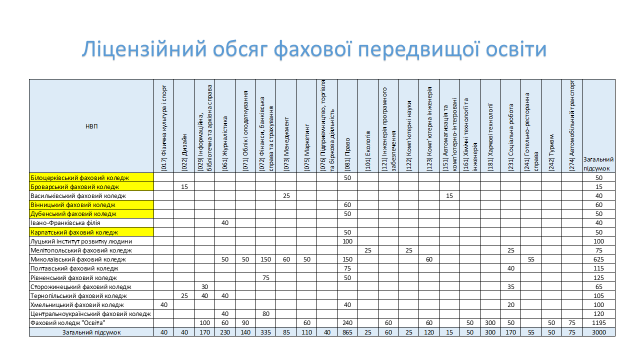 Ліцензійний обсяг фахової передвищої освіти
НВП [017] Фізична культура і спорт [022] Дизайн [029] Інформаційна, бібліотечна та архівна справа [061] Журналістика [071] Облік і оподаткування [072] Фінанси, банківська справа та страхування [073] Менеджмент [075] Маркетинг [076] Підприємництво, торгівля та біржова діяльність [081] Право [101] Екологія [121] Інженерія програмного забезпечення [122] Комп'ютерні науки [123] Комп'ютерна інженерія [151] Автоматизація та комп'ютерно-інтегровані [161] Хімічні технології та інженерія [181] Харчові технології [231] Соціальна робота [241] Готельно-ресторанна справа [242] Туризм [274] Автомобільний транспорт Загальний підсумок
Білоцерківський фаховий коледж 50 50
Броварський фаховий коледж 15 15
Васильківський фаховий коледж 25 15 40
Вінницький фаховий коледж 60 60
Дубенський фаховий коледж 50 50
Івано-Франківська філія 40 40
Карпатський фаховий коледж 50 50
Луцький інститут розвитку людини 100 100
Мелітопольський фаховий коледж 25 25 25 75
Миколаївський фаховий коледж 50 50 150 60 50 150 60 55 625
Полтавський фаховий коледж 75 40 115
Рівненський фаховий коледж 75 50 125
Сторожинецький фаховий коледж 30 35 65
Тернопільський фаховий коледж 25 40 40 105
Хмельницький фаховий коледж 40 40 20 100
Центральноукраїнський фаховий коледж 40 80 120
Фаховий коледж "Освіта" 100 60 90 60 240 60 60 50 300 50 50 75 1195
Загальний підсумок 40 40 170 230 140 335 85 110 40 865 25 60 25 120 15 50 300 170 55 50 75 3000